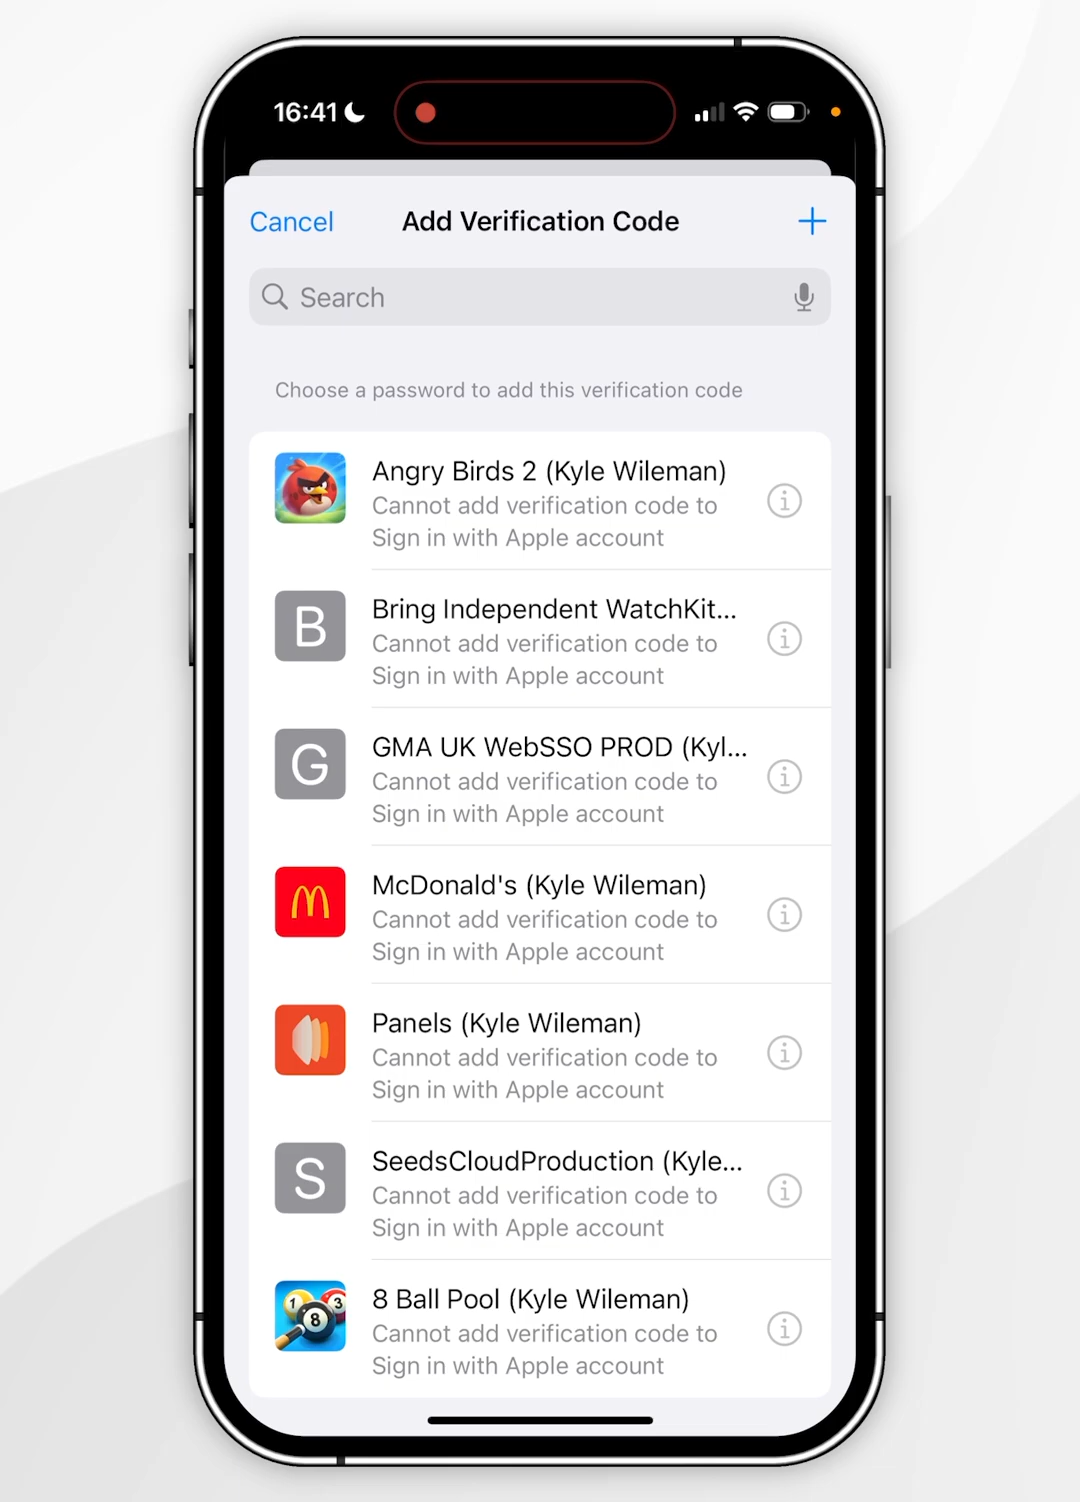 16:41
Cancel
Add Verification Code
Search
Choose a password to add this verification code
Angry Birds 2 (Kyle Wileman)
Cannot add verification code to
Sign in with Apple account
B
Bring Independent WatchKit...
Cannot add verification code to
Sign in with Apple account
G
GMA UK WebSSO PROD (Kyl...
Cannot add verification code to
Sign in with Apple account
McDonald's (Kyle Wileman)
Cannot add verification code to
Sign in with Apple account
Panels (Kyle Wileman)
Cannot add verification code to
Sign in with Apple account
S
SeedsCloudProduction (Kyle...
Cannot add verification code to
Sign in with Apple account
1 3
8
8 Ball Pool (Kyle Wileman)
Cannot add verification code to
Sign in with Apple account